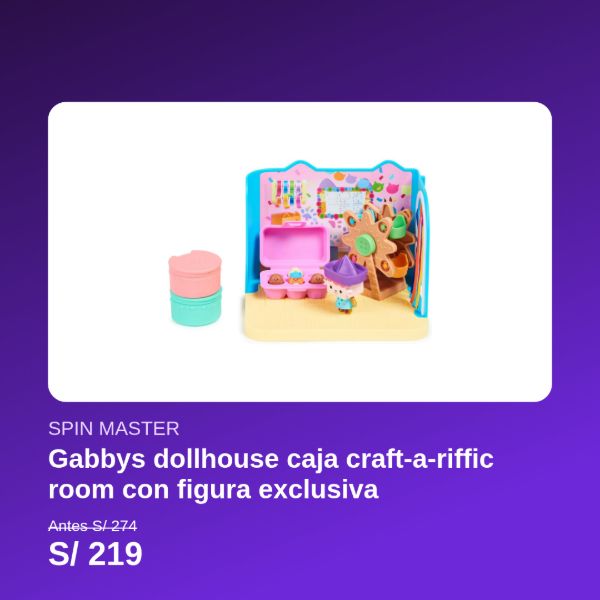 SPIN MASTER
Gabbys dollhouse caja craft-a-riffic
room con figura exclusiva
Antes S/ 274
S/ 219